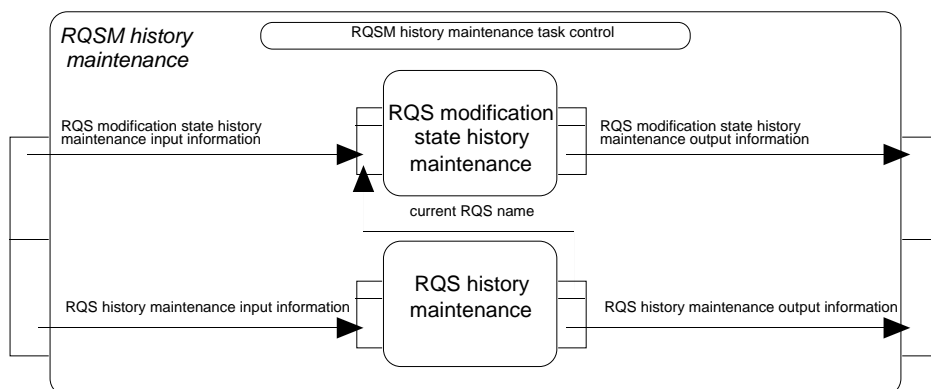 RQSM history
maintenance
RQSM history maintenance task control
RQS modification
state history
maintenance
RQS modification state history
maintenance input information
RQS modification state history
maintenance output information
current RQS name
RQS history
maintenance
RQS history maintenance input information
RQS history maintenance output information